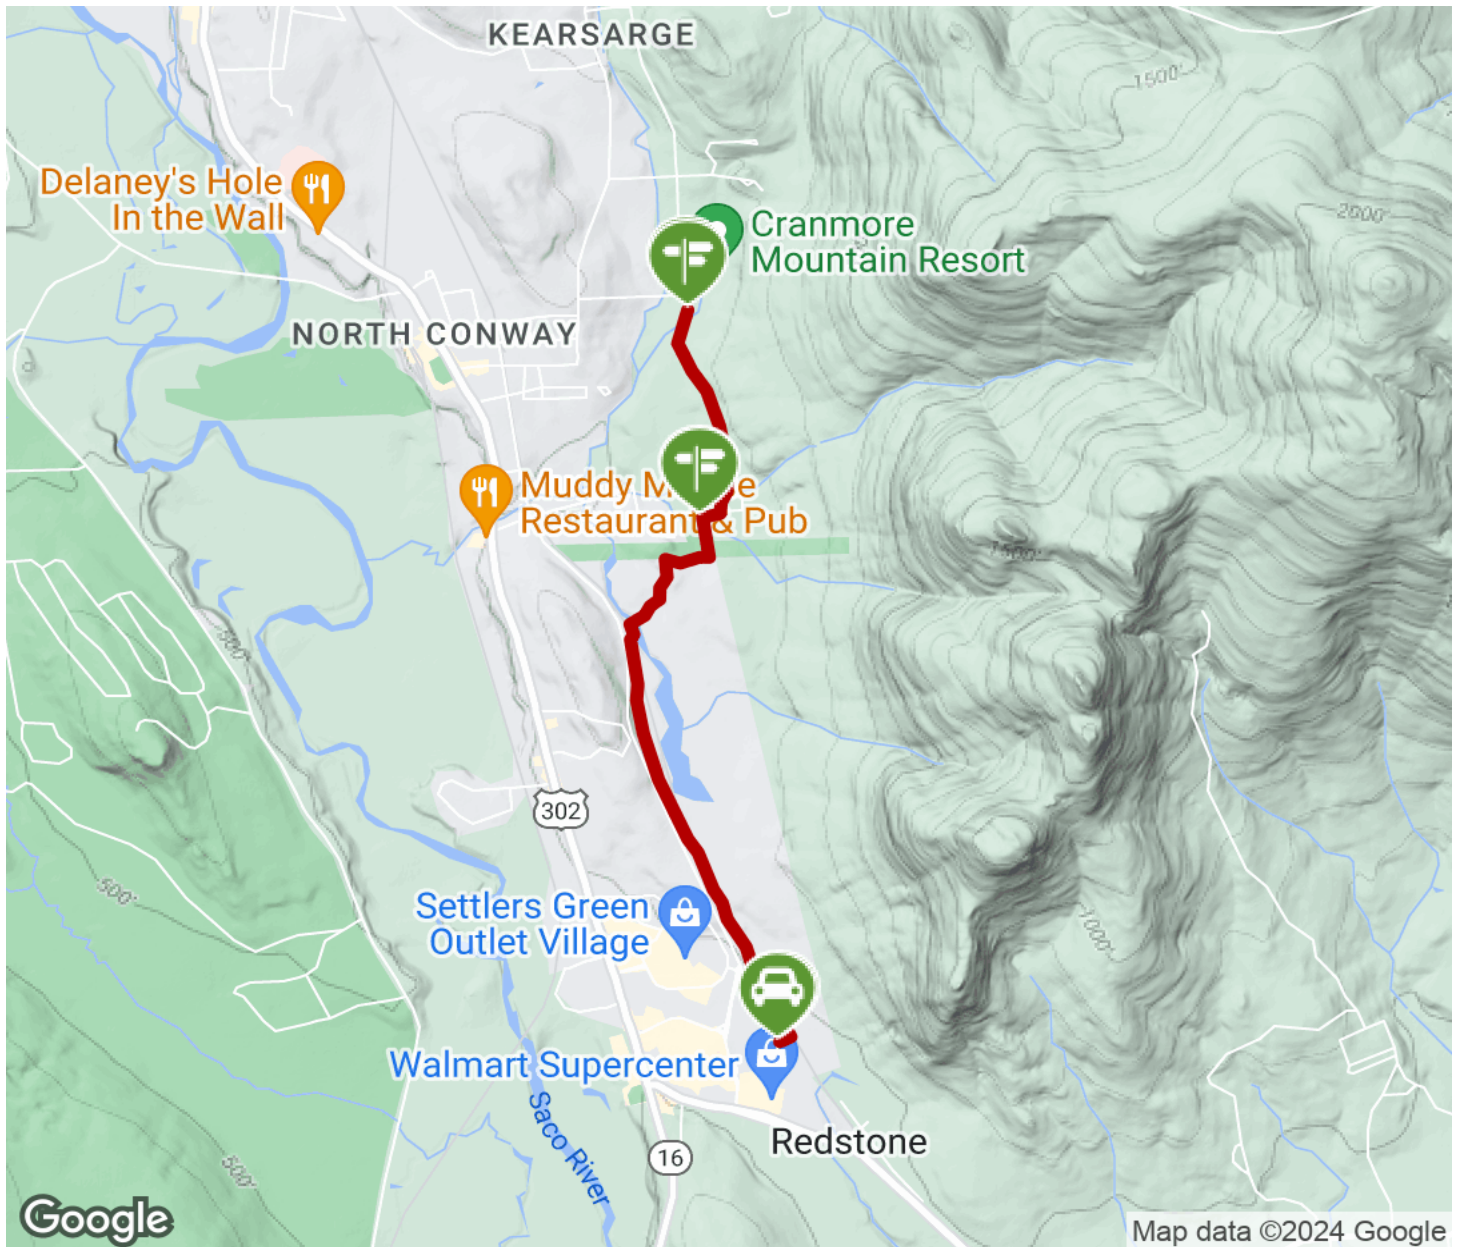 KEARSARGE
1500'
Delaney's Hole
In the Wall
2000'
Cranmore
Mountain Resort
NORTH CONWAY
Muddy M
e
Restaurant & Pub
1500'
500'
302
500'
Settlers Green
Outlet Village
1000'
Walmart Supercenter
Saco River
Redstone
16
500'
Google
Map data ©2024 Google